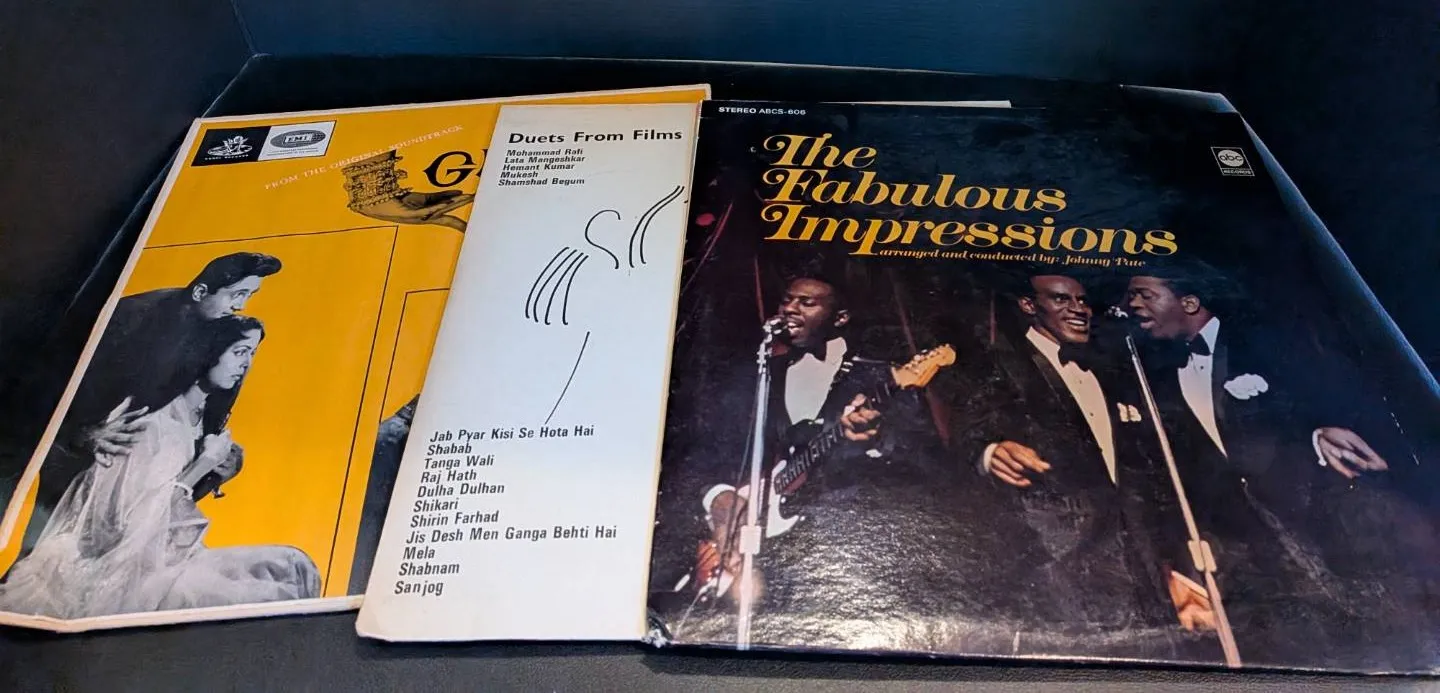 EMI
FROM THE ORIGINAL SOUNDTRACK
Duets From Films
Mohammad Rafi
Lata Mangeshkar
Hemant Kumar
Mukesh
Shamshad Begum
Jab Pyar Kisi Se Hota Hai
Shabab
Tanga Wali
Raj Hath
Dulha Dulhan
Shikari
Shirin Farhad
Jis Desh Men Ganga Behti Hai
Mela
Shabnam
Sanjog
STEREO ABCS-606
abc
RECORDS
The
Fabulous
Impressions
arranged and conducted by: Johnny Pate